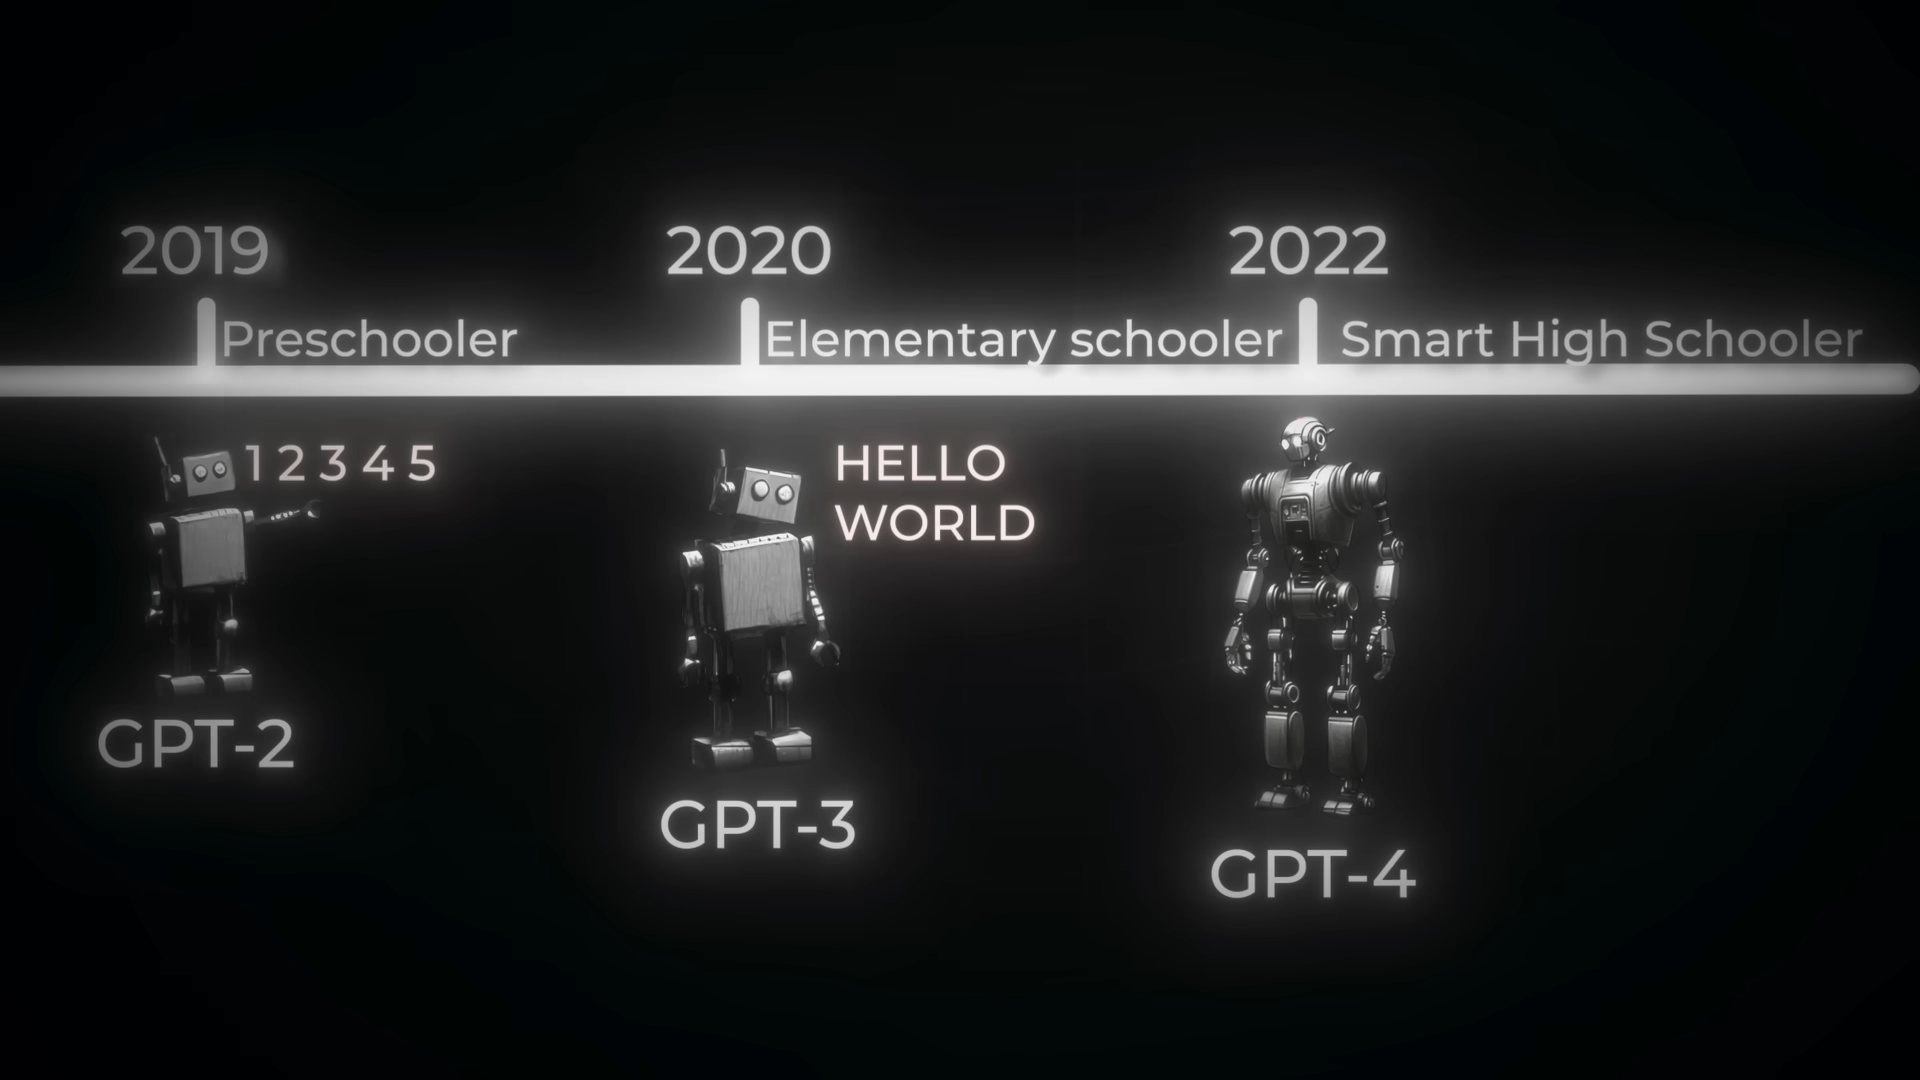 2019
2020
2022
Preschooler
Elementary schooler
Smart High Schooler
1 2 3 4 5
HELLO
WORLD
GPT-2
GPT-3
GPT-4